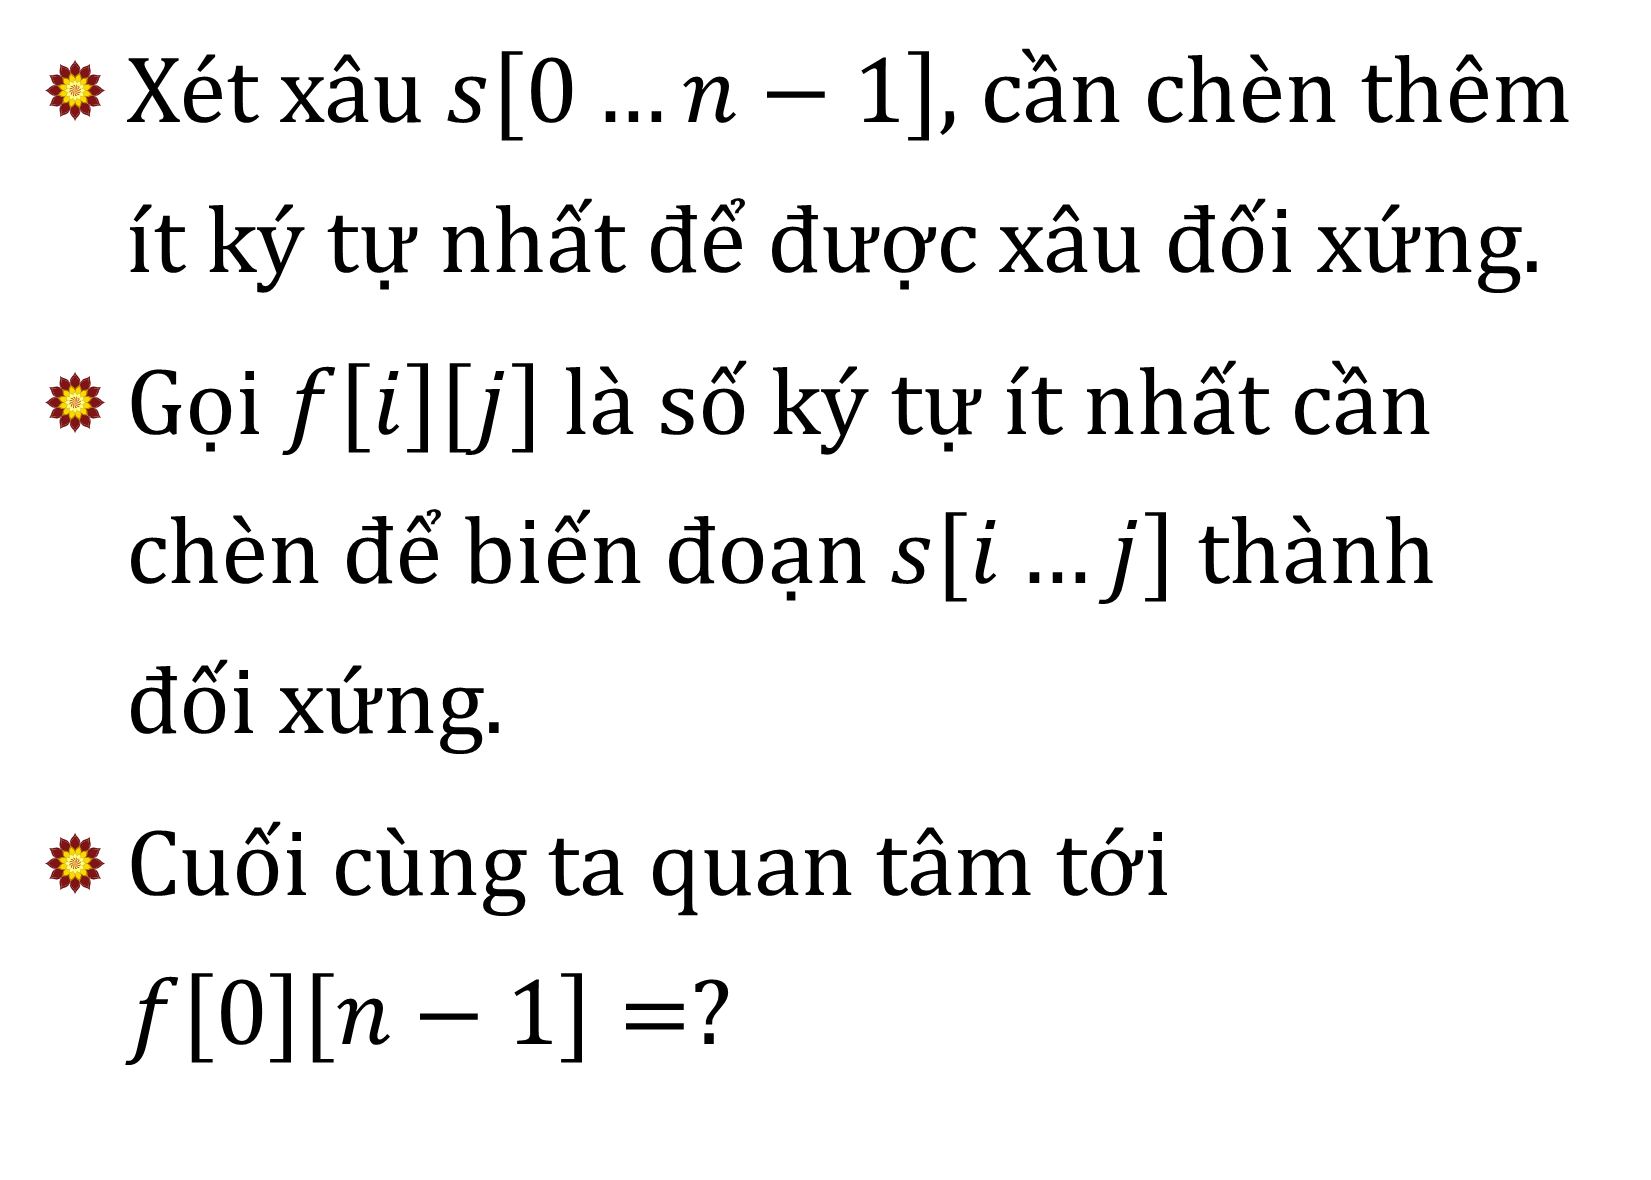 Xét xâu s[0 … n − 1], cần chèn thêm
ít ký tự nhất để được xâu đối xứng.
Gọi f[i][j] là số ký tự ít nhất cần
chèn để biến đoạn s[i … j] thành
đối xứng.
Cuối cùng ta quan tâm tới
f[0][n − 1] =?